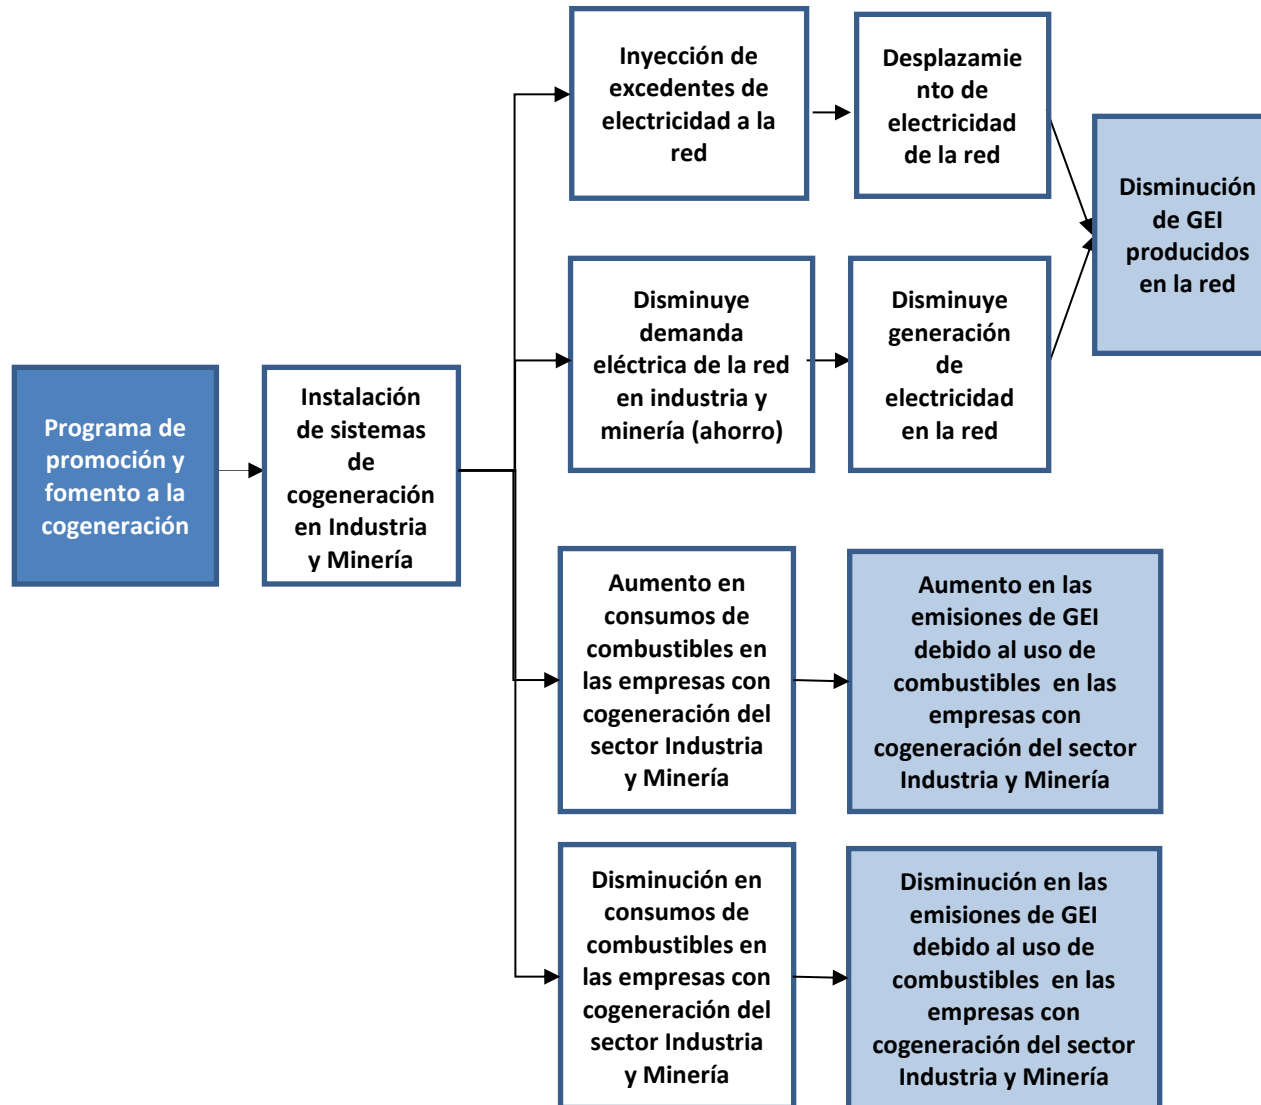 Programa de
promoción y
fomento a la
cogeneración
Instalación
de sistemas
de
cogeneración
en Industria
y Minería
Inyección de
excedentes de
electricidad a la
red
Desplazamie
nto de
electricidad
de la red
Disminuye
demanda
eléctrica de la red
en industria y
minería (ahorro)
Disminuye
generación
de
electricidad
en la red
Disminución
de GEI
producidos
en la red
Aumento en
consumos de
combustibles en
las empresas con
cogeneración del
sector Industria
y Minería
Aumento en las
emisiones de GEI
debido al uso de
combustibles  en las
empresas con
cogeneración del sector
Industria y Minería
Disminución en
consumos de
combustibles en
las empresas con
cogeneración del
sector Industria
y Minería
Disminución en las
emisiones de GEI
debido al uso de
combustibles  en las
empresas con
cogeneración del sector
Industria y Minería